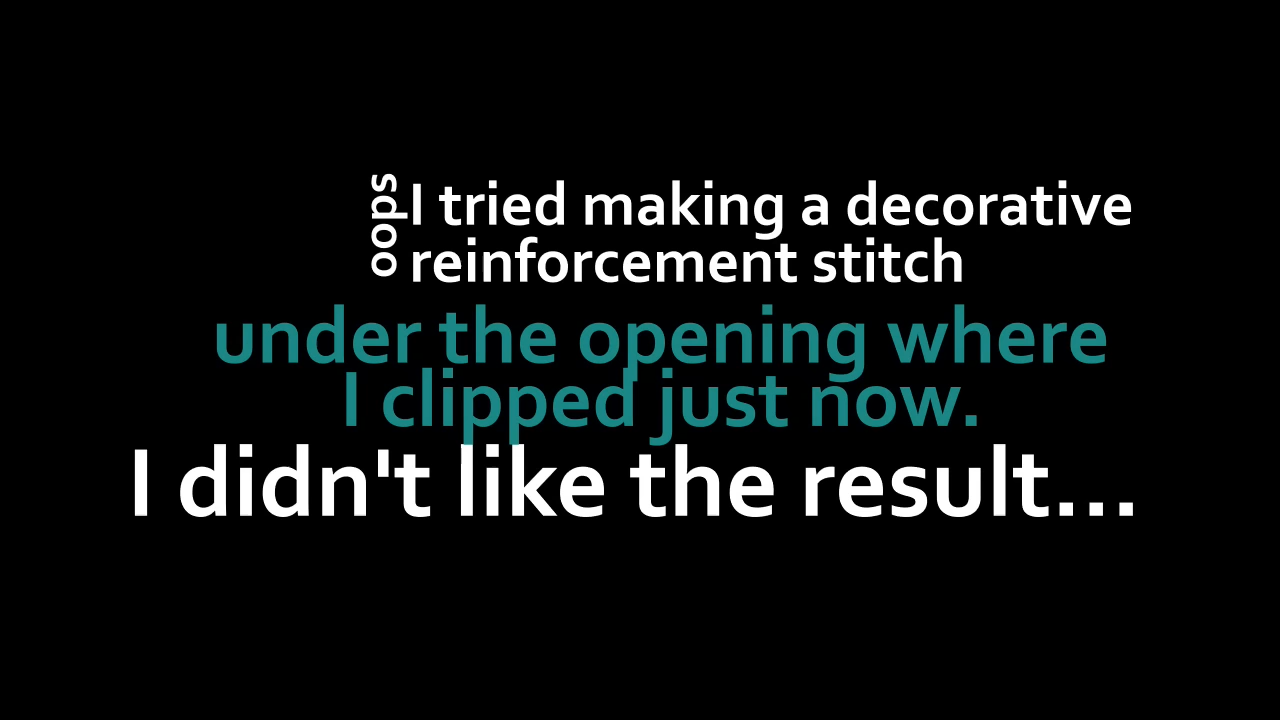 oops
I tried making a decorative
reinforcement stitch
under the opening where
I clipped just now.
I didn't like the result...